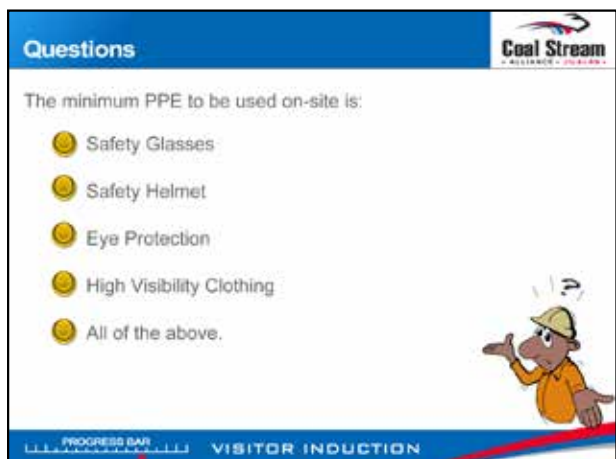 Questions
Coal Stream
The minimum PPE to be used on-site is:
Safety Glasses
Safety Helmet
Eye Protection
High Visibility Clothing
All of the above.
?
PROGRESS BAR
VISITOR INDUCTION